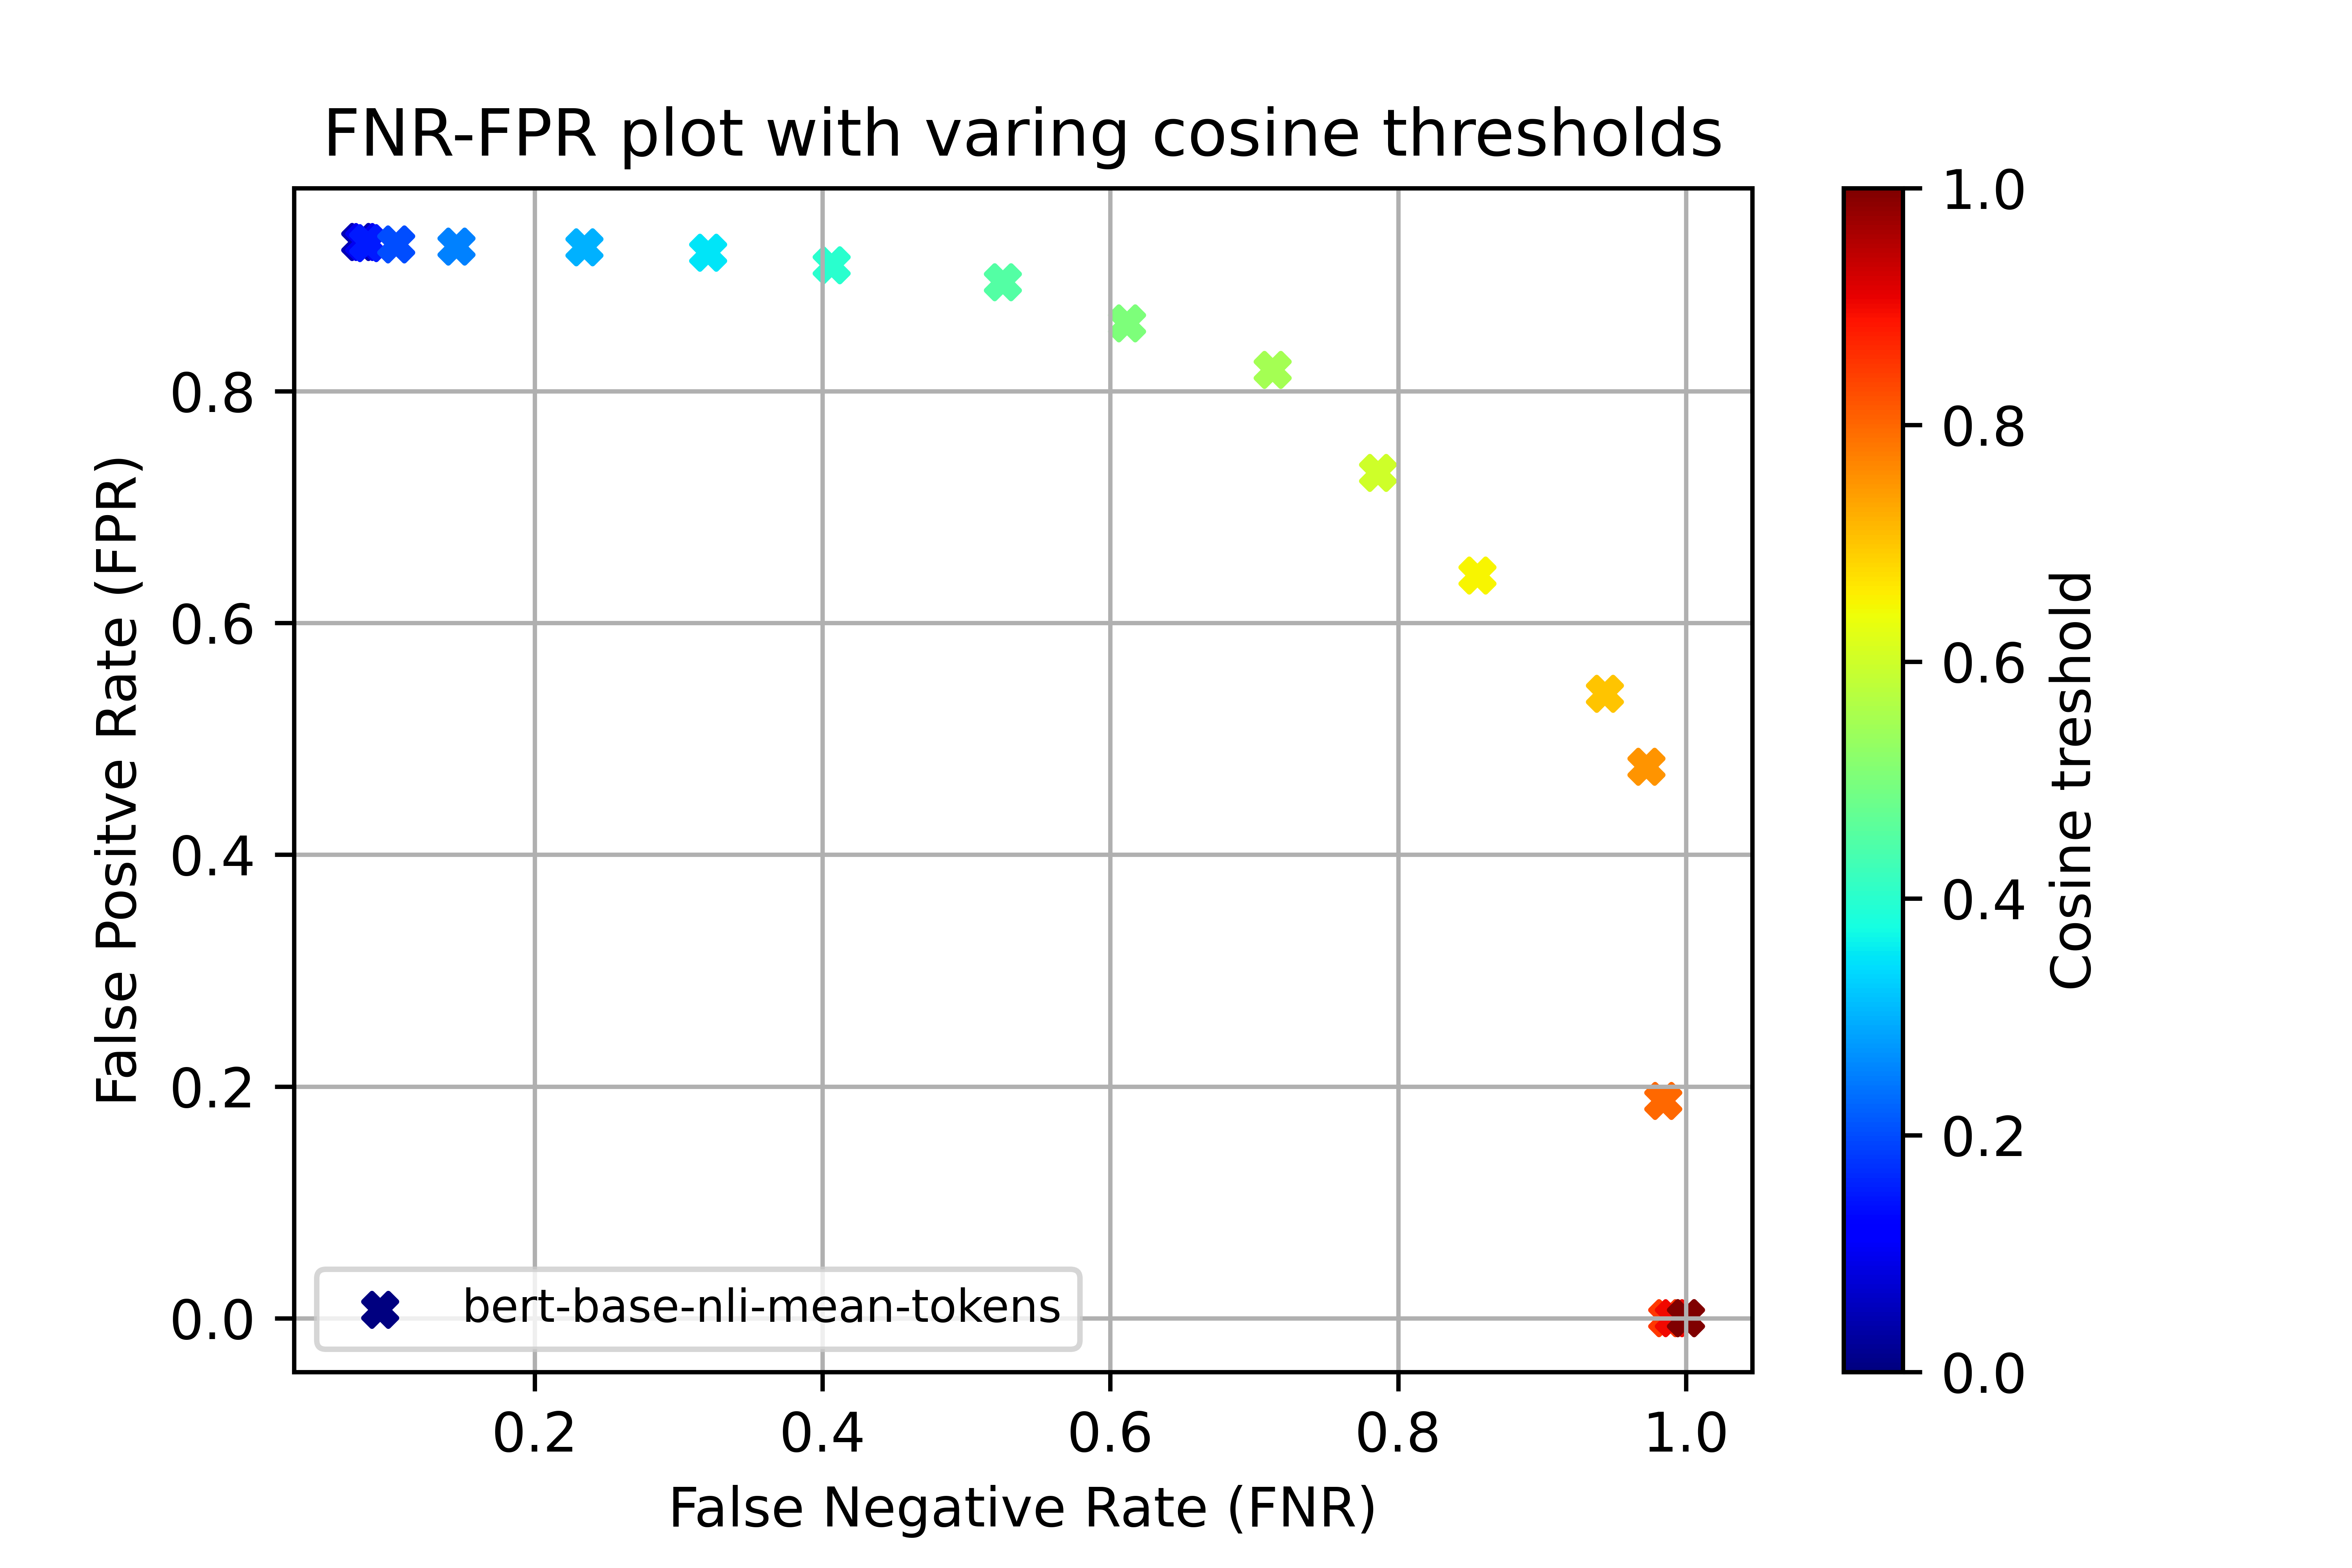 FNR-FPR plot with varing cosine thresholds
False Positve Rate (FPR)
0.8
0.6
0.4
0.2
0.0
bert-base-nli-mean-tokens
0.2 0.4 0.6 0.8 1.0
False Negative Rate (FNR)
1.0
0.8
0.6
0.4
0.2
0.0
Cosine treshold